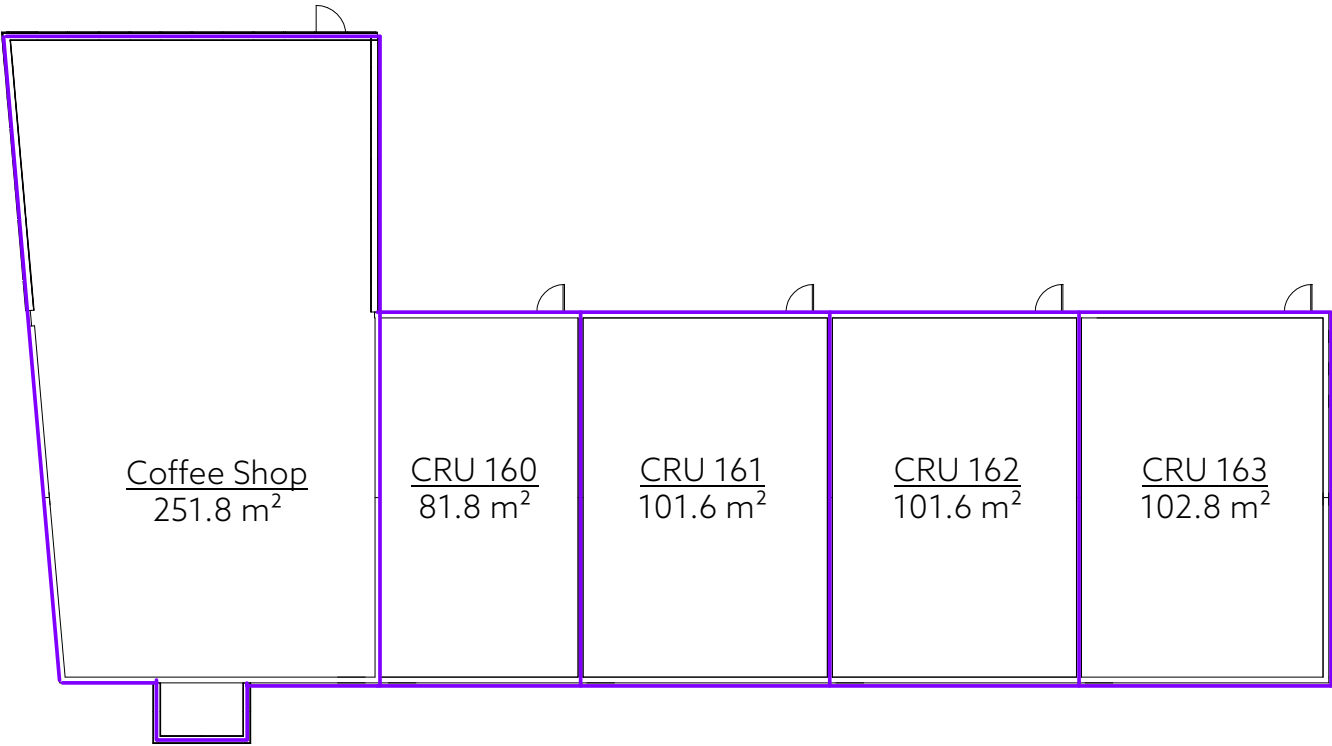 Coffee Shop
251.8 m²
CRU 160
81.8 m²
CRU 161
101.6 m²
CRU 162
101.6 m²
CRU 163
102.8 m²